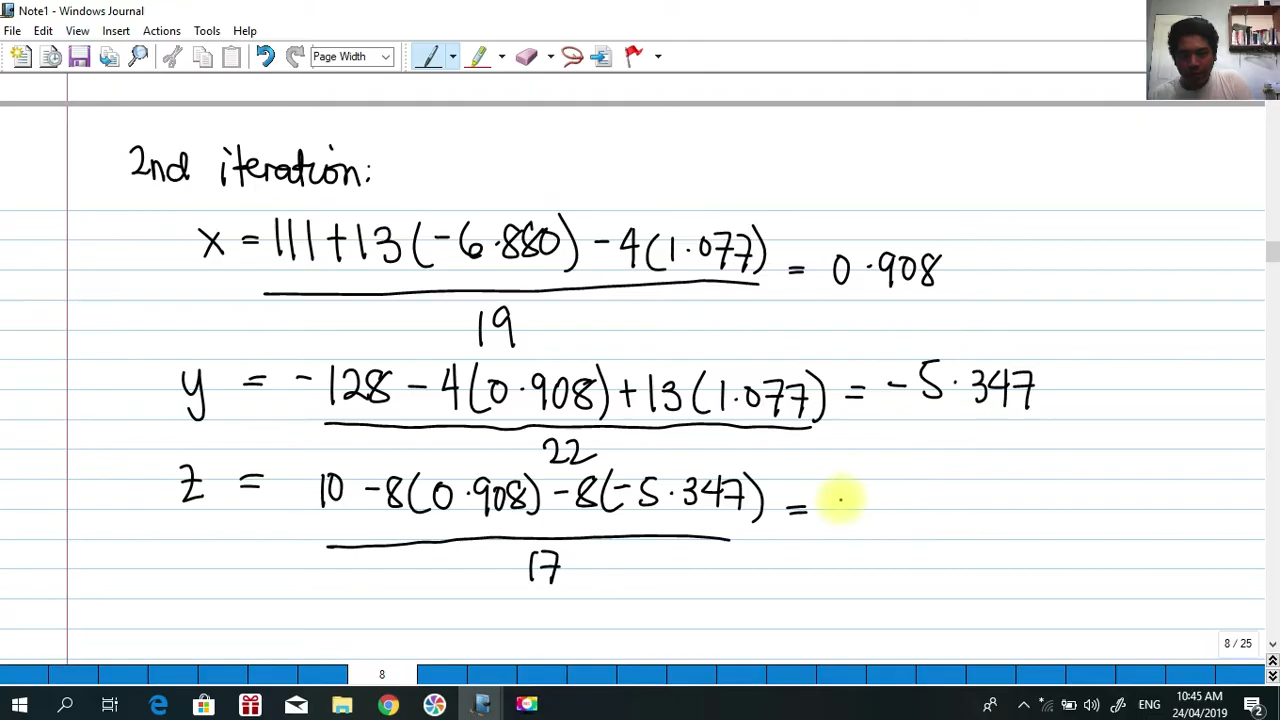 Note1 - Windows Journal
File Edit View Insert Actions Tools Help
Page Width
2nd iteration:
x = 111+13(-6.880) -4(1.077) = 0.908
19
y = -128 -4(0.908)+13(1.077) = -5.347
22
z = 10 -8(0.908) -8(-5.347) =
17
8 / 25
8
ENG
10:45 AM
24/04/2019
2